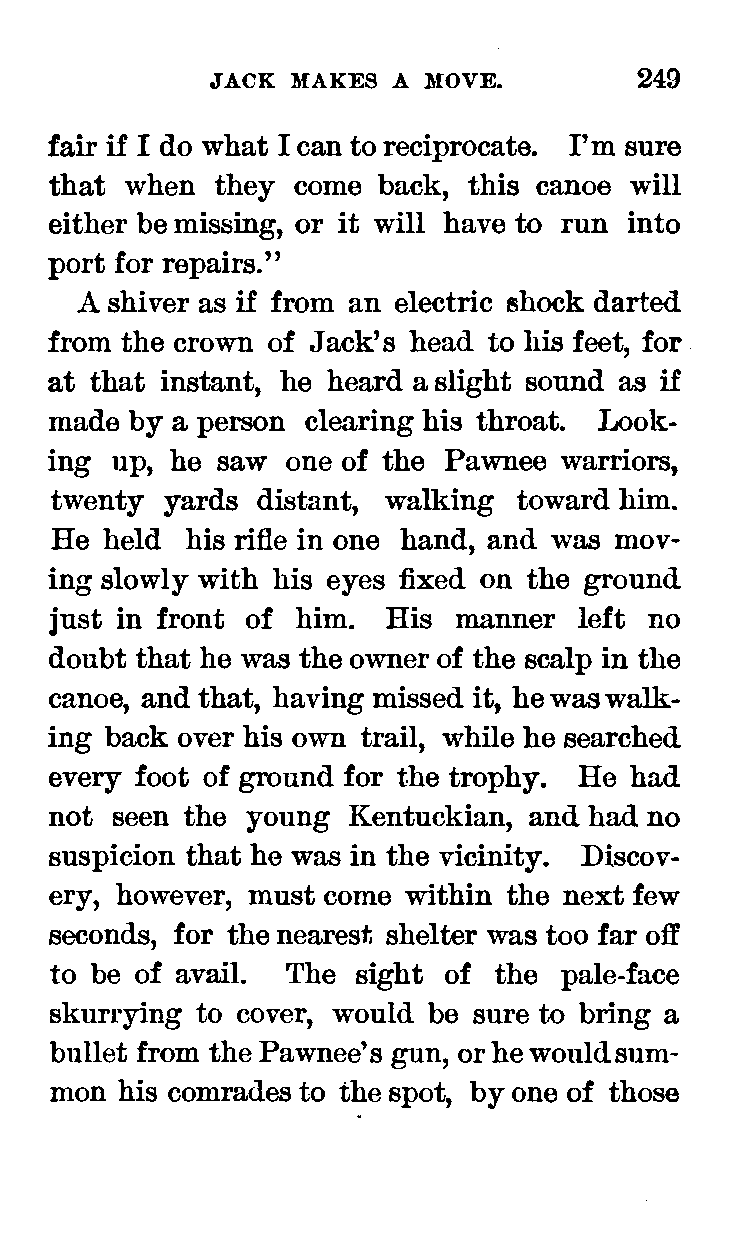 JACK MAKES A MOVE. 249
fair if I do what I can to reciprocate. I'm sure
that when they come back, this canoe will
either be missing, or it will have to run into
port for repairs."
A shiver as if from an electric shock darted
from the crown of Jack's head to his feet, for
at that instant, he heard a slight sound as if
made by a person clearing his throat. Look-
ing up, he saw one of the Pawnee warriors,
twenty yards distant, walking toward him.
He held his rifle in one hand, and was mov-
ing slowly with his eyes fixed on the ground
just in front of him. His manner left no
doubt that he was the owner of the scalp in the
canoe, and that, having missed it, he was walk-
ing back over his own trail, while he searched
every foot of ground for the trophy. He had
not seen the young Kentuckian, and had no
suspicion that he was in the vicinity. Discov-
ery, however, must come within the next few
seconds, for the nearest shelter was too far off
to be of avail. The sight of the pale-face
skurrying to cover, would be sure to bring a
bullet from the Pawnee's gun, or he would sum-
mon his comrades to the spot, by one of those